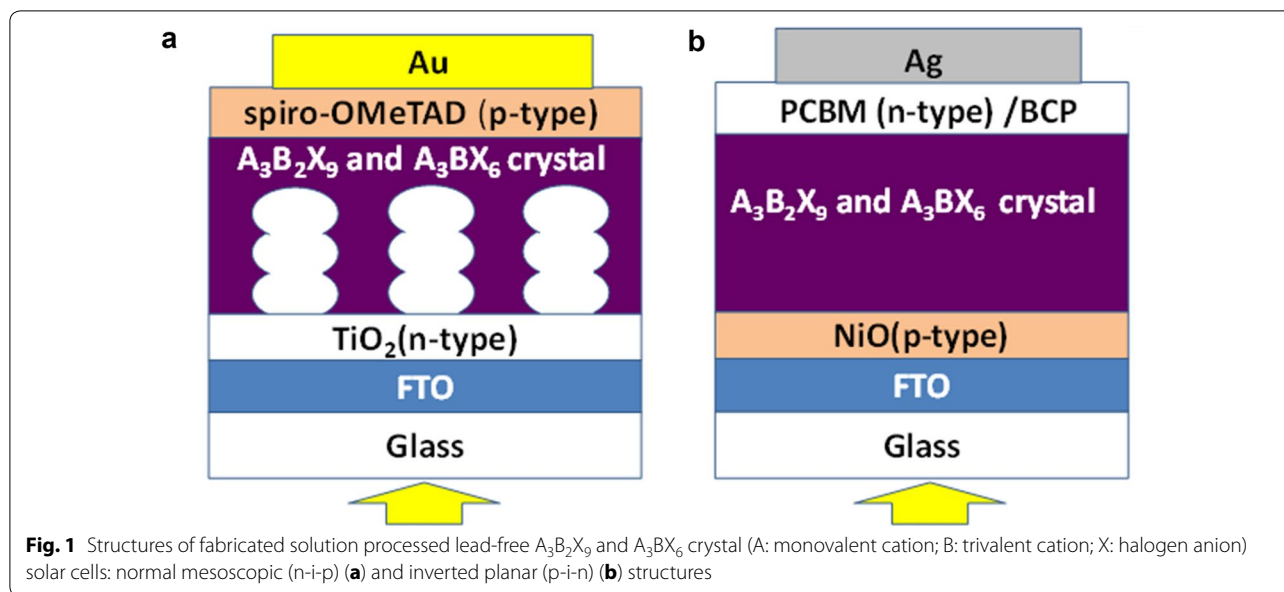 a
Au
spiro-OMeTAD (p-type)
A₃B₂X₉ and A₃BX₆ crystal
TiO₂(n-type)
FTO
Glass
b
Ag
PCBM (n-type) /BCP
A₃B₂X₉ and A₃BX₆ crystal
NiO(p-type)
FTO
Glass
Fig. 1 Structures of fabricated solution processed lead-free A₃B₂X₉ and A₃BX₆ crystal (A: monovalent cation; B: trivalent cation; X: halogen anion)
solar cells: normal mesoscopic (n-i-p) (a) and inverted planar (p-i-n) (b) structures